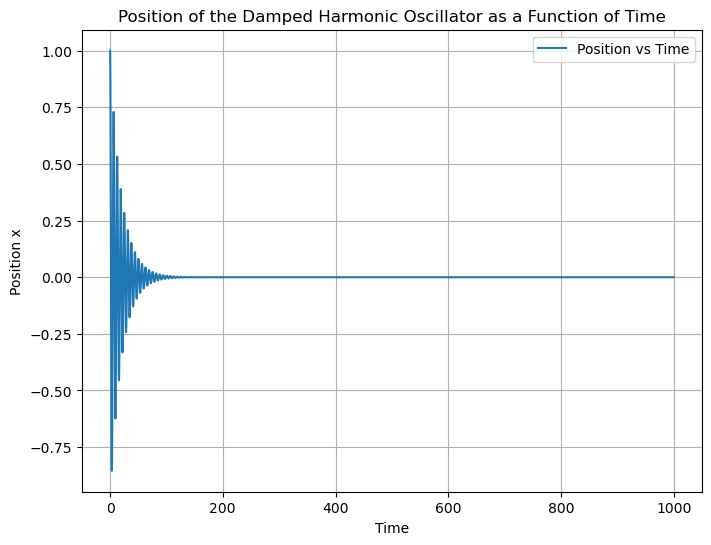 Position of the Damped Harmonic Oscillator as a Function of Time
Position vs Time
1.00
0.75
0.50
0.25
0.00
−0.25
−0.50
−0.75
Position x
0 200 400 600 800 1000
Time